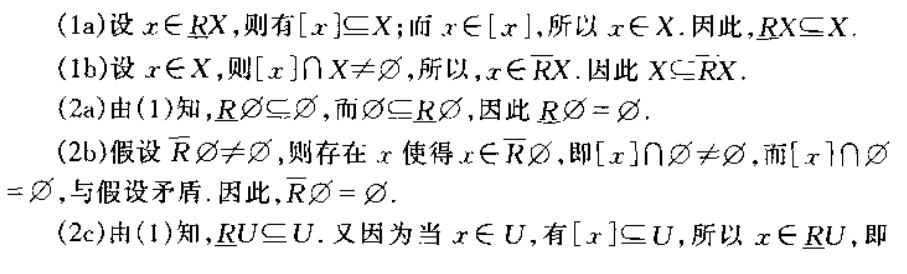 (1a)设 x∈R̲X,则有[x]⊆X;而 x∈[x],所以 x∈X.因此,R̲X⊆X.
(1b)设 x∈X,则[x]∩X≠∅,所以,x∈R̅X.因此 X⊆R̅X.
(2a)由(1)知,R̲∅⊆∅,而∅⊆R̲∅,因此 R̲∅=∅.
(2b)假设 R̅∅≠∅,则存在 x 使得 x∈R̅∅,即[x]∩∅≠∅,而[x]∩∅
=∅,与假设矛盾.因此,R̅∅=∅.
(2c)由(1)知,R̲U⊆U.又因为当 x∈U,有[x]⊆U,所以 x∈R̲U,即